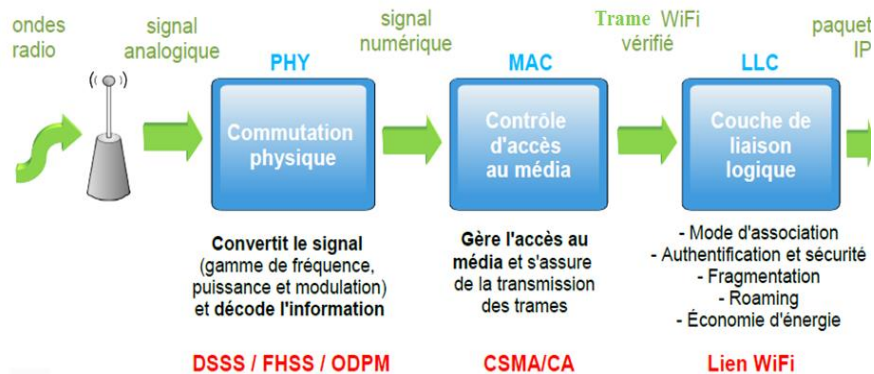 ondes
radio
signal
analogique
PHY
Commutation
physique
Convertit le signal
(gamme de fréquence,
puissance et modulation)
et décode l'information
DSSS / FHSS / ODPM
signal
numérique
MAC
Contrôle
d'accès
au média
Gère l'accès au
média et s'assure
de la transmission
des trames
CSMA/CA
Trame WiFi
vérifié
LLC
Couche de
liaison
logique
- Mode d'association
- Authentification et sécurité
- Fragmentation
- Roaming
- Économie d'énergie
Lien WiFi
paquet
IP